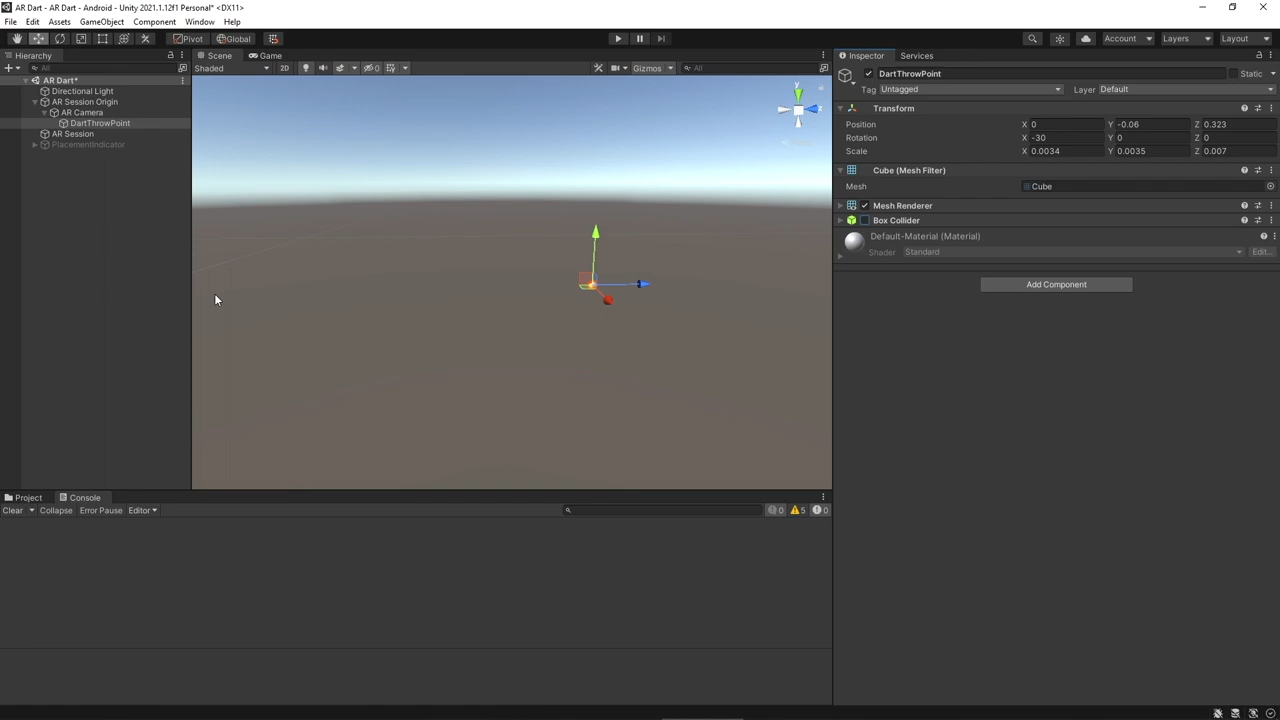 AR Dart - AR Dart - Android - Unity 2021.1.12f1 Personal* <DX11>
File Edit Assets GameObject Component Window Help
Pivot Global Account Layers Layout
Hierarchy Scene Game Inspector Services
All Shaded 2D 0 Gizmos All DartThrowPoint Static
AR Dart* Tag Untagged Layer Default
Directional Light
AR Session Origin Transform
AR Camera
DartThrowPoint Position X 0 Y -0.06 Z 0.323
AR Session Rotation X -30 Y 0 Z 0
PlacementIndicator Scale X 0.0034 Y 0.0035 Z 0.007
y
z
Cube (Mesh Filter)
Mesh Cube
Mesh Renderer
Box Collider
Default-Material (Material)
Shader Standard Edit...
Add Component
Project Console
Clear Collapse Error Pause Editor 0 5 0